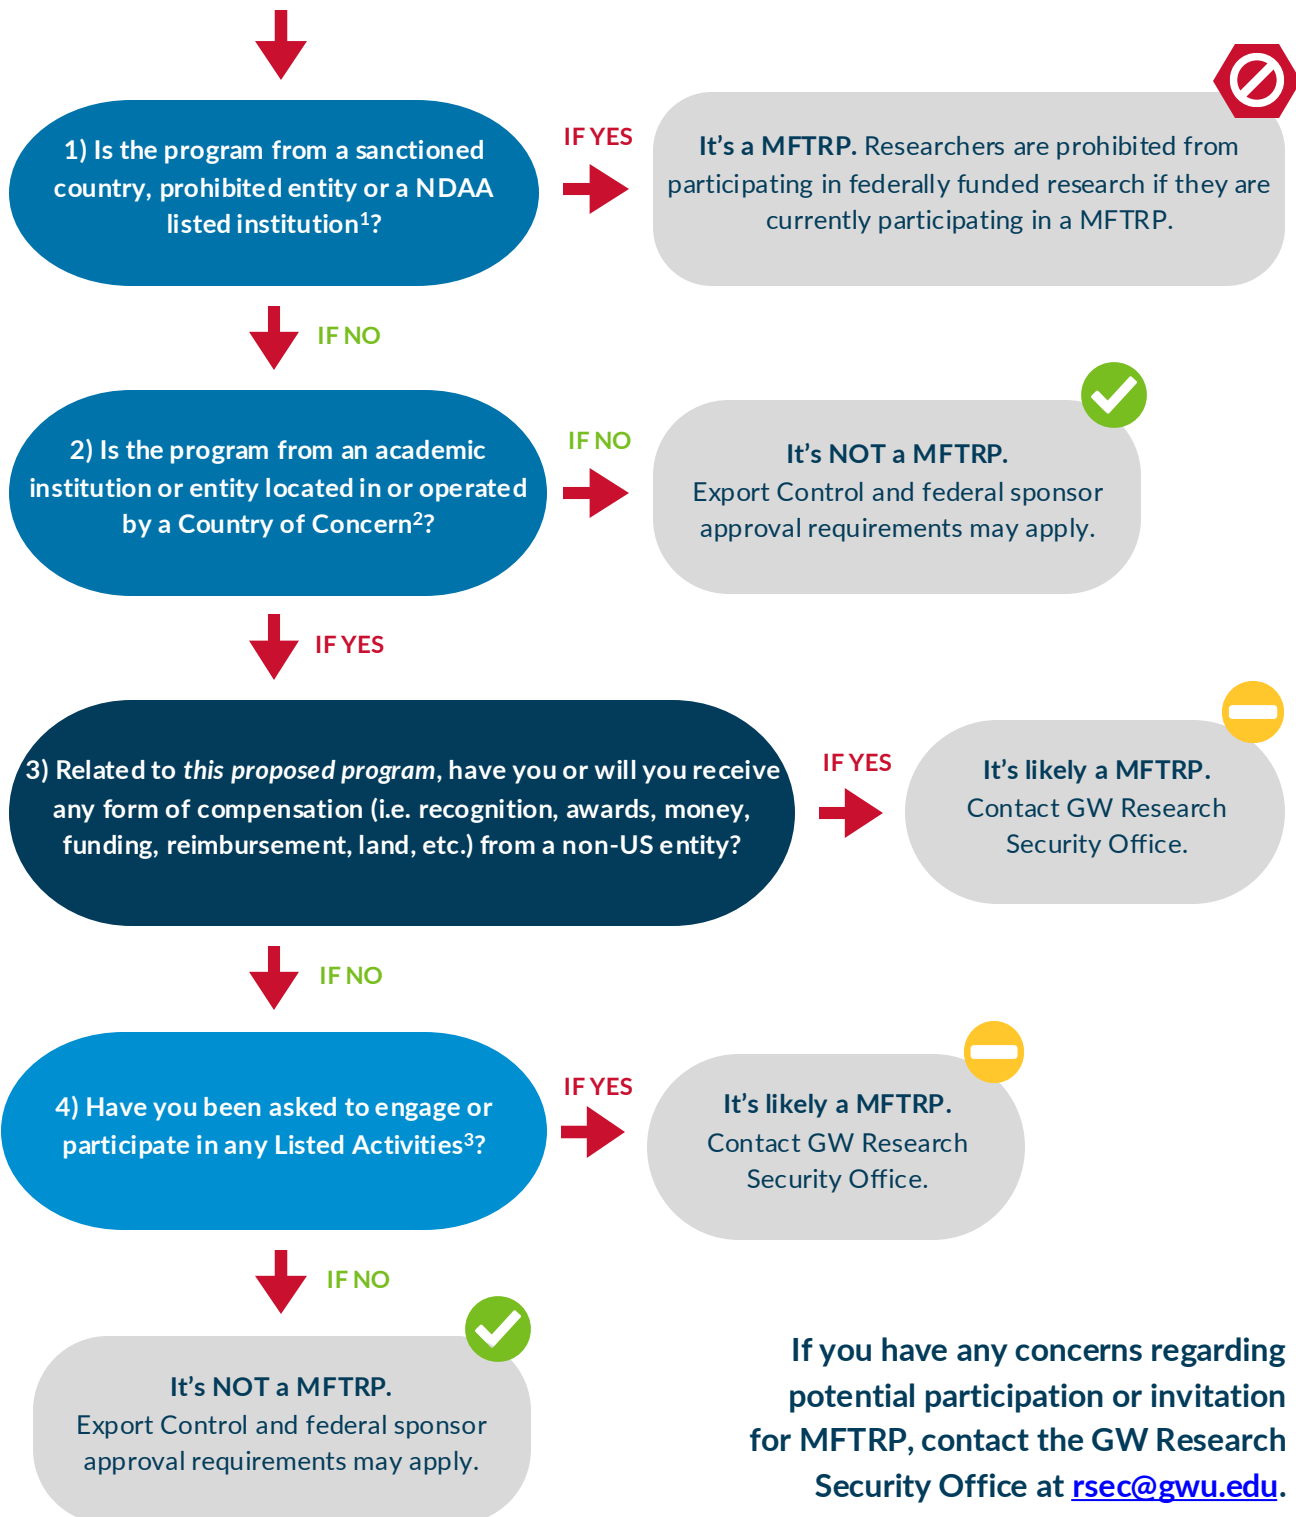 1) Is the program from a sanctioned
country, prohibited entity or a NDAA
listed institution¹?
IF YES
It's a MFTRP. Researchers are prohibited from
participating in federally funded research if they are
currently participating in a MFTRP.
IF NO
2) Is the program from an academic
institution or entity located in or operated
by a Country of Concern²?
IF NO
It's NOT a MFTRP.
Export Control and federal sponsor
approval requirements may apply.
IF YES
3) Related to this proposed program, have you or will you receive
any form of compensation (i.e. recognition, awards, money,
funding, reimbursement, land, etc.) from a non-US entity?
IF YES
It's likely a MFTRP.
Contact GW Research
Security Office.
IF NO
4) Have you been asked to engage or
participate in any Listed Activities³?
IF YES
It's likely a MFTRP.
Contact GW Research
Security Office.
IF NO
It's NOT a MFTRP.
Export Control and federal sponsor
approval requirements may apply.
If you have any concerns regarding
potential participation or invitation
for MFTRP, contact the GW Research
Security Office at rsec@gwu.edu.